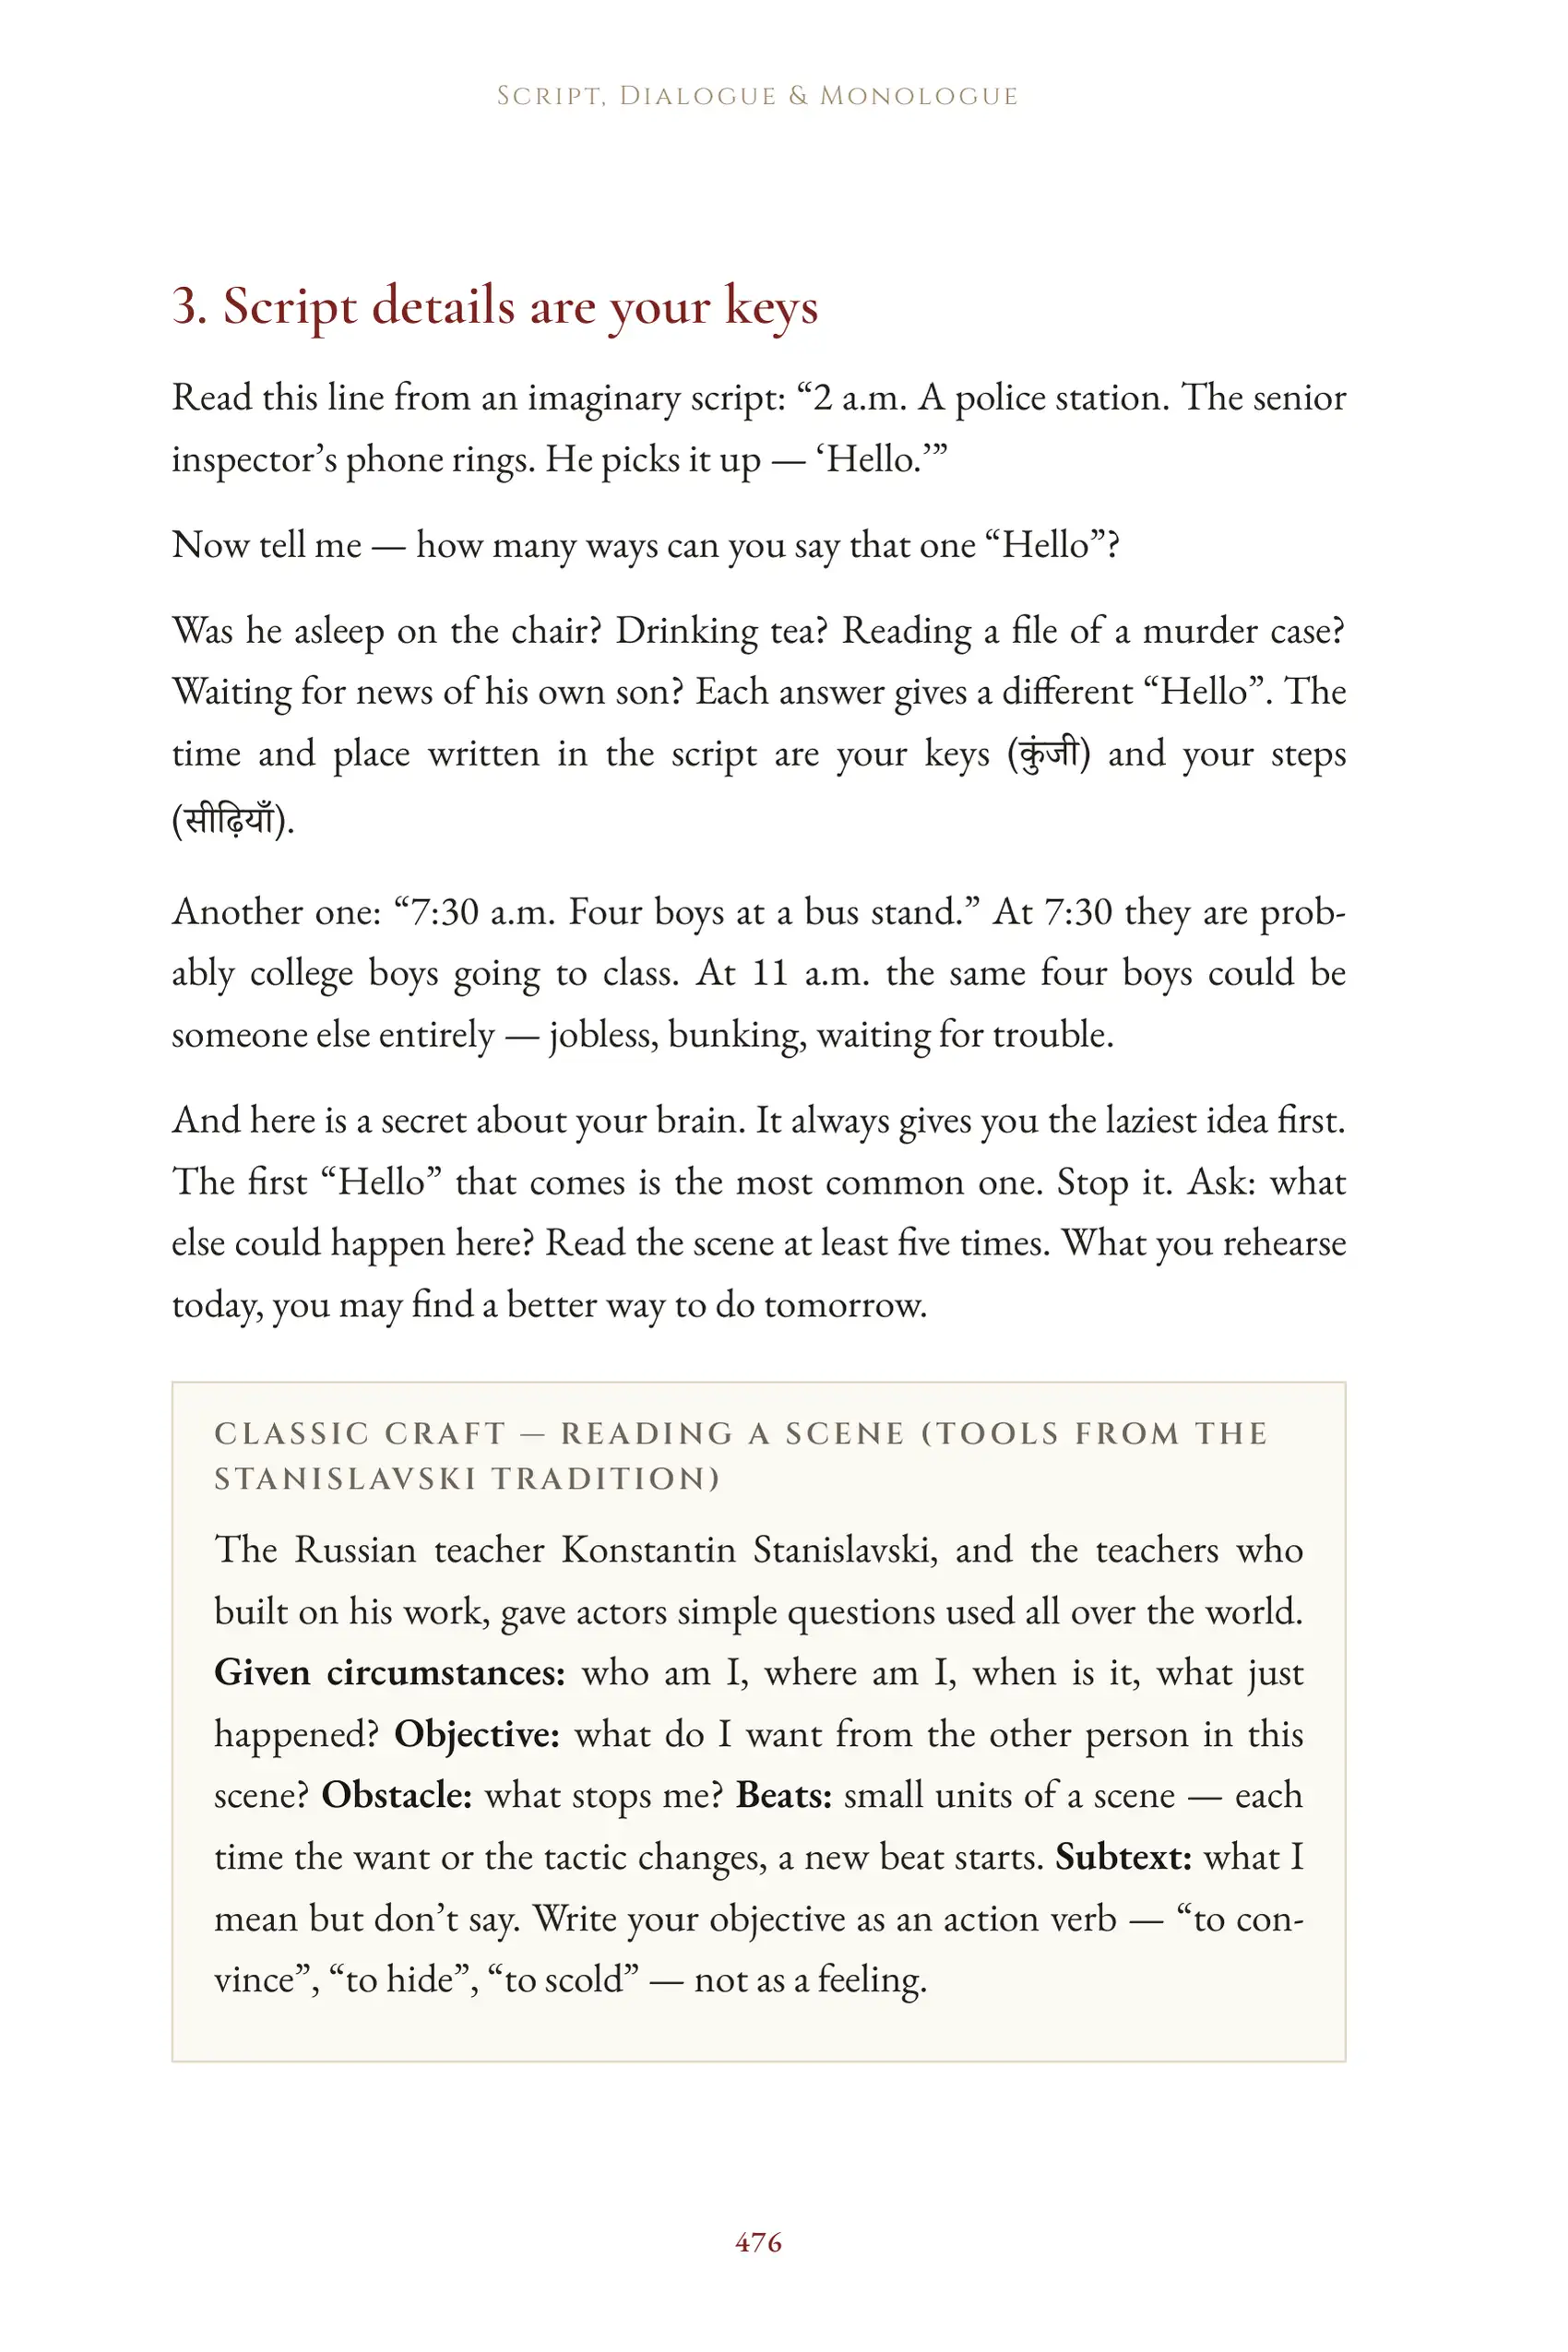 Script, Dialogue & Monologue
3. Script details are your keys
Read this line from an imaginary script: “2 a.m. A police station. The senior
inspector’s phone rings. He picks it up — ‘Hello.’”
Now tell me — how many ways can you say that one “Hello”?
Was he asleep on the chair? Drinking tea? Reading a file of a murder case?
Waiting for news of his own son? Each answer gives a different “Hello”. The
time and place written in the script are your keys (कुंजी) and your steps
(सीढ़ियाँ).
Another one: “7:30 a.m. Four boys at a bus stand.” At 7:30 they are prob-
ably college boys going to class. At 11 a.m. the same four boys could be
someone else entirely — jobless, bunking, waiting for trouble.
And here is a secret about your brain. It always gives you the laziest idea first.
The first “Hello” that comes is the most common one. Stop it. Ask: what
else could happen here? Read the scene at least five times. What you rehearse
today, you may find a better way to do tomorrow.
CLASSIC CRAFT — READING A SCENE (TOOLS FROM THE
STANISLAVSKI TRADITION)
The Russian teacher Konstantin Stanislavski, and the teachers who
built on his work, gave actors simple questions used all over the world.
Given circumstances: who am I, where am I, when is it, what just
happened? Objective: what do I want from the other person in this
scene? Obstacle: what stops me? Beats: small units of a scene — each
time the want or the tactic changes, a new beat starts. Subtext: what I
mean but don’t say. Write your objective as an action verb — “to con-
vince”, “to hide”, “to scold” — not as a feeling.
476